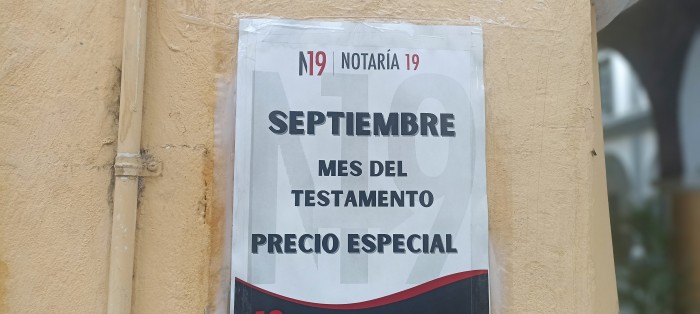 N19 NOTARÍA 19
SEPTIEMBRE
MES DEL
TESTAMENTO
PRECIO ESPECIAL